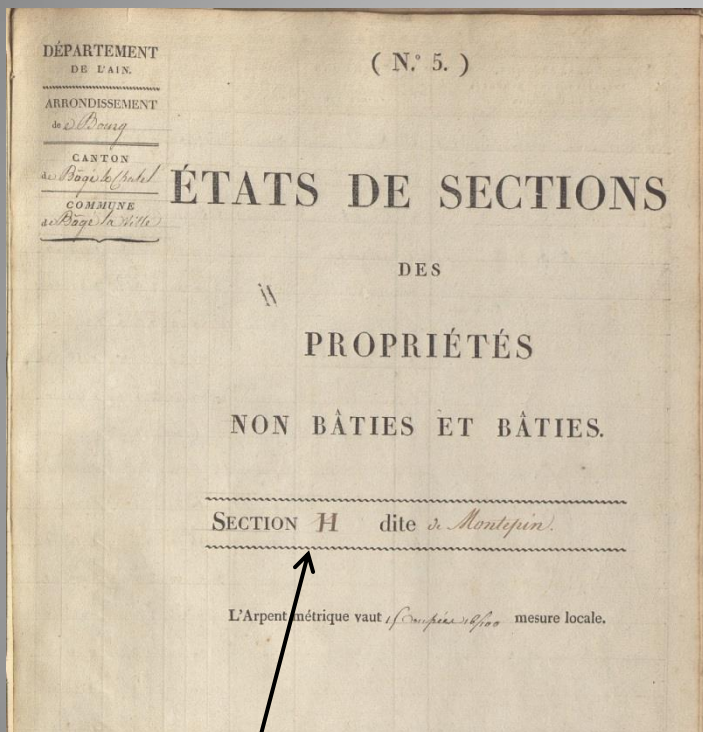 DÉPARTEMENT
DE L'AIN.
ARRONDISSEMENT
de Bourg
CANTON
de Bâgé le Chatel
COMMUNE
de Bâgé la Ville
( N.° 5. )
ÉTATS DE SECTIONS
DES
PROPRIÉTÉS
NON BÂTIES ET BÂTIES.
SECTION H dite de Montepin.
L'Arpent métrique vaut mesure locale.